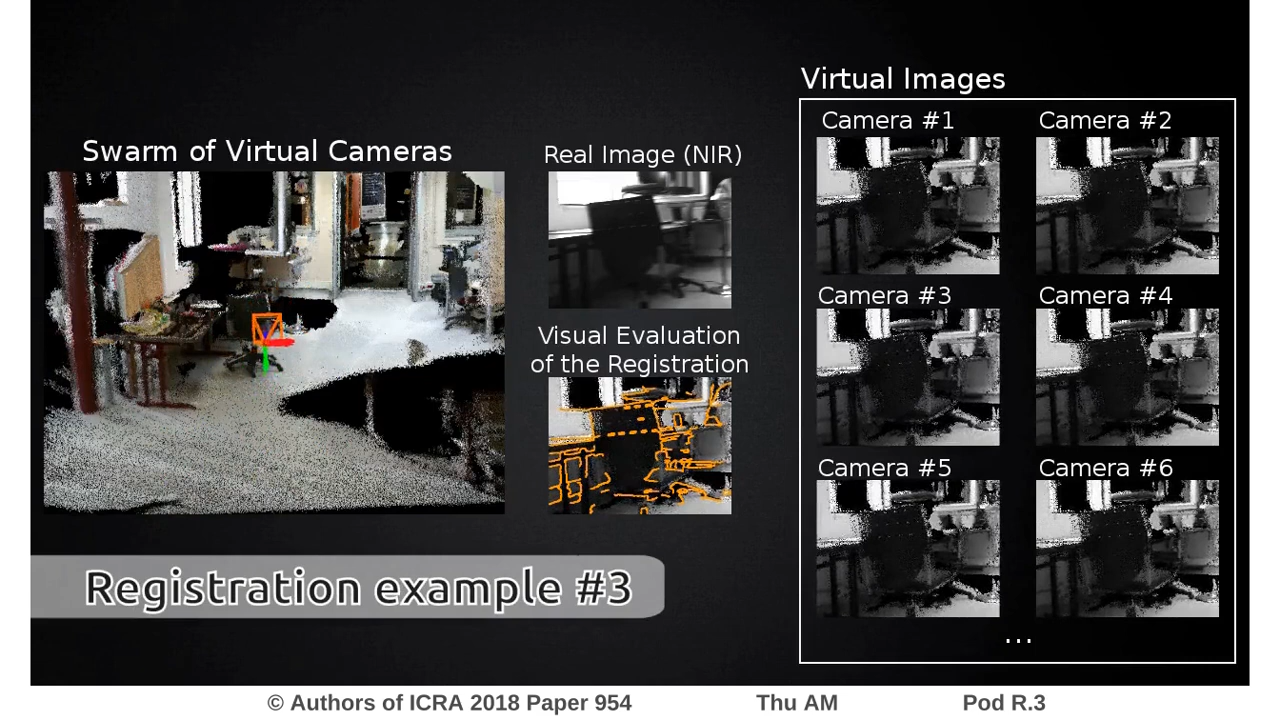 Virtual Images
Camera #1
Camera #2
Swarm of Virtual Cameras
Real Image (NIR)
Camera #3
Camera #4
Visual Evaluation
of the Registration
Camera #5
Camera #6
Registration example #3
...
© Authors of ICRA 2018 Paper 954 Thu AM Pod R.3